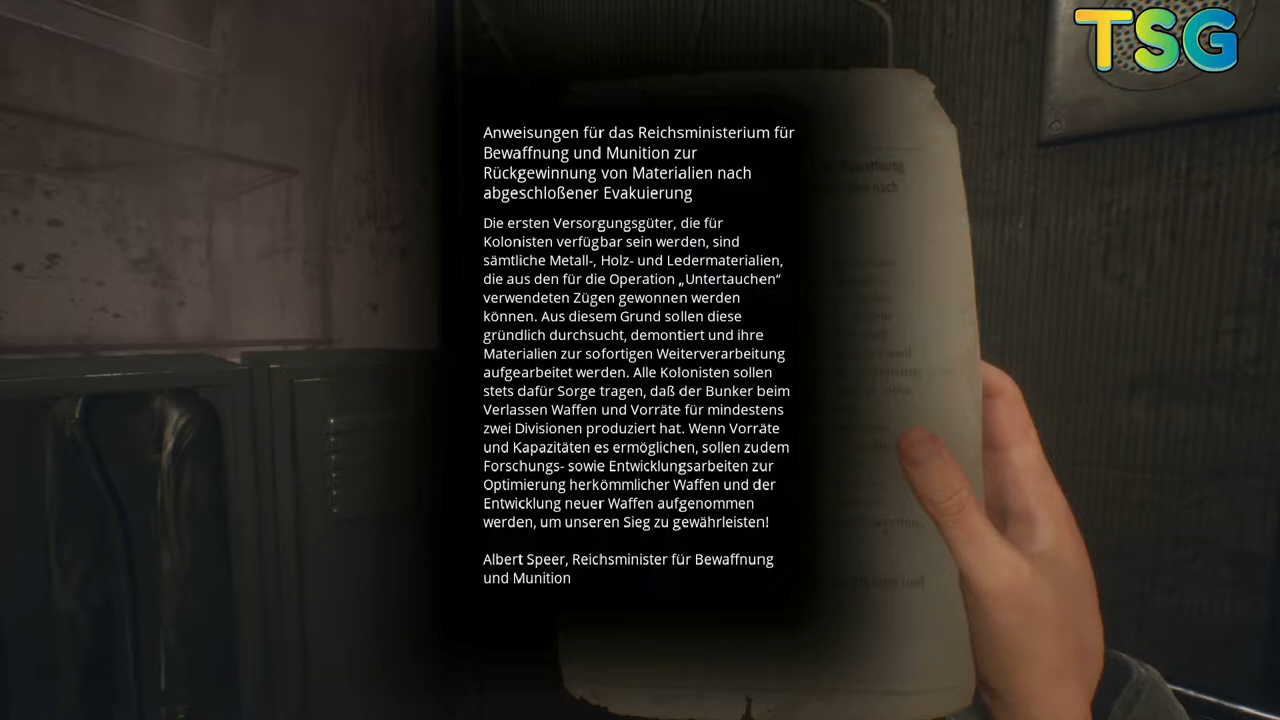 TSG
Anweisungen für das Reichsministerium für
Bewaffnung und Munition zur
Rückgewinnung von Materialien nach
abgeschloßener Evakuierung
Die ersten Versorgungsgüter, die für
Kolonisten verfügbar sein werden, sind
sämtliche Metall-, Holz- und Ledermaterialien,
die aus den für die Operation „Untertauchen“
verwendeten Zügen gewonnen werden
können. Aus diesem Grund sollen diese
gründlich durchsucht, demontiert und ihre
Materialien zur sofortigen Weiterverarbeitung
aufgearbeitet werden. Alle Kolonisten sollen
stets dafür Sorge tragen, daß der Bunker beim
Verlassen Waffen und Vorräte für mindestens
zwei Divisionen produziert hat. Wenn Vorräte
und Kapazitäten es ermöglichen, sollen zudem
Forschungs- sowie Entwicklungsarbeiten zur
Optimierung herkömmlicher Waffen und der
Entwicklung neuer Waffen aufgenommen
werden, um unseren Sieg zu gewährleisten!
Albert Speer, Reichsminister für Bewaffnung
und Munition